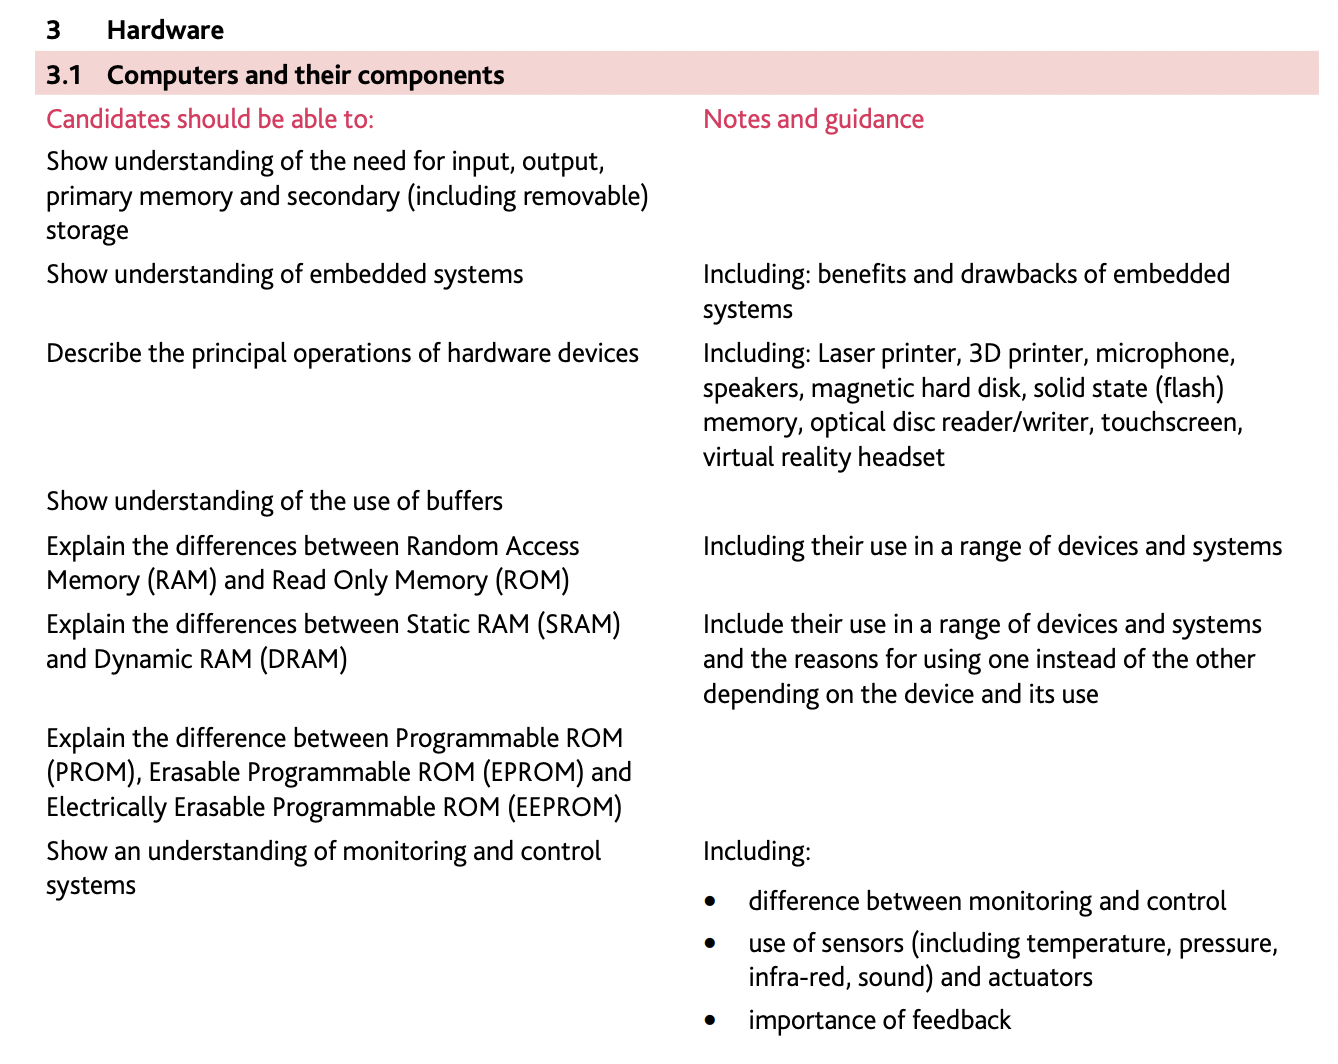 3 Hardware
3.1 Computers and their components
Candidates should be able to:
Notes and guidance
Show understanding of the need for input, output,
primary memory and secondary (including removable)
storage
Show understanding of embedded systems
Including: benefits and drawbacks of embedded
systems
Describe the principal operations of hardware devices
Including: Laser printer, 3D printer, microphone,
speakers, magnetic hard disk, solid state (flash)
memory, optical disc reader/writer, touchscreen,
virtual reality headset
Show understanding of the use of buffers
Explain the differences between Random Access
Memory (RAM) and Read Only Memory (ROM)
Including their use in a range of devices and systems
Explain the differences between Static RAM (SRAM)
and Dynamic RAM (DRAM)
Include their use in a range of devices and systems
and the reasons for using one instead of the other
depending on the device and its use
Explain the difference between Programmable ROM
(PROM), Erasable Programmable ROM (EPROM) and
Electrically Erasable Programmable ROM (EEPROM)
Show an understanding of monitoring and control
systems
Including:
• difference between monitoring and control
• use of sensors (including temperature, pressure,
infra-red, sound) and actuators
• importance of feedback